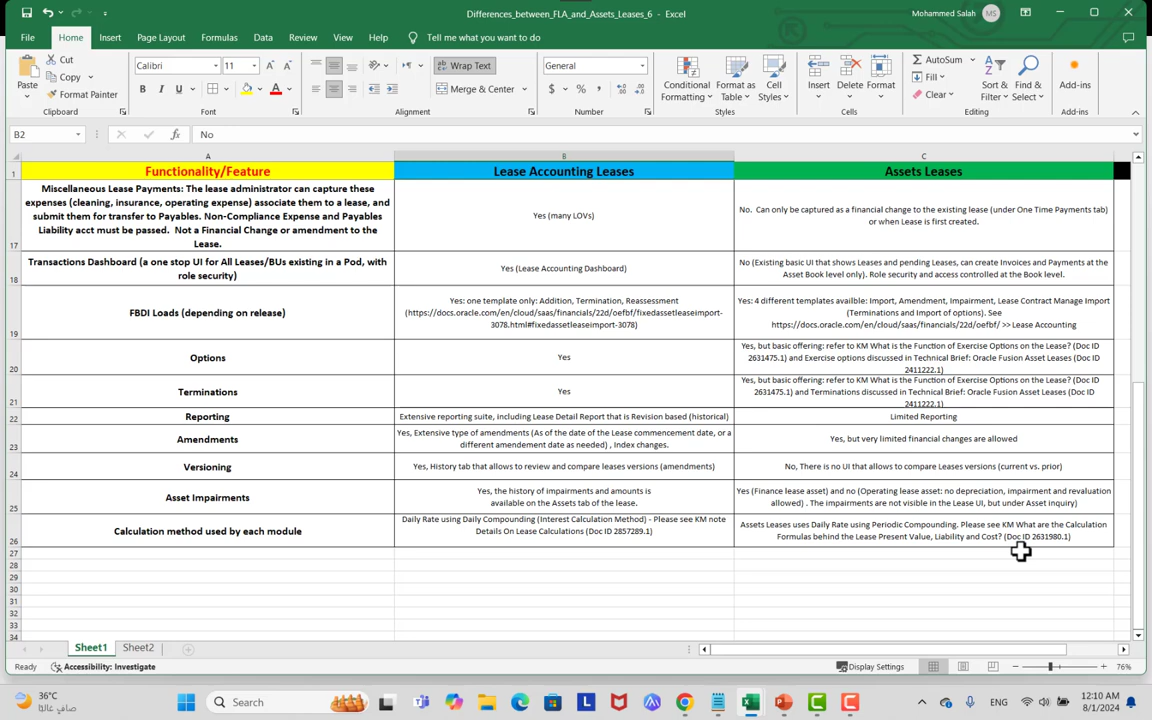 Differences_between_FLA_and_Assets_Leases_6 - Excel
Mohammed Salah
MS
File
Home
Insert
Page Layout
Formulas
Data
Review
View
Help
Tell me what you want to do
Paste
Cut
Copy
Format Painter
Clipboard
Calibri
11
Font
Wrap Text
Merge & Center
Alignment
General
Number
Conditional Formatting
Format as Table
Cell Styles
Styles
Insert
Delete
Format
Cells
AutoSum
Fill
Clear
Sort & Filter
Find & Select
Editing
Add-ins
Add-ins
B2
No
A
B
C
1
Functionality/Feature
Lease Accounting Leases
Assets Leases
17
Miscellaneous Lease Payments: The lease administrator can capture these
expenses (cleaning, insurance, operating expense) associate them to a lease, and
submit them for transfer to Payables. Non-Compliance Expense and Payables
Liability acct must be passed. Not a Financial Change or amendment to the
Lease.
Yes (many LOVs)
No. Can only be captured as a financial change to the existing lease (under One Time Payments tab)
or when Lease is first created.
18
Transactions Dashboard (a one stop UI for All Leases/BUs existing in a Pod, with
role security)
Yes (Lease Accounting Dashboard)
No (Existing basic UI that shows Leases and pending Leases, can create Invoices and Payments at the
Asset Book level only). Role security and access controlled at the Book level.
19
FBDI Loads (depending on release)
Yes: one template only: Addition, Termination, Reassessment
(https://docs.oracle.com/en/cloud/saas/financials/22d/oefbf/fixedassetleaseimport-
3078.html#fixedassetleaseimport-3078)
Yes: 4 different templates availble: Import, Amendment, Impairment, Lease Contract Manage Import
(Terminations and Import of options). See
https://docs.oracle.com/en/cloud/saas/financials/22d/oefbf/ >> Lease Accounting
20
Options
Yes
Yes, but basic offering: refer to KM What is the Function of Exercise Options on the Lease? (Doc ID
2631475.1) and Exercise options discussed in Technical Brief: Oracle Fusion Asset Leases (Doc ID
2411222.1)
21
Terminations
Yes
Yes, but basic offering: refer to KM What is the Function of Exercise Options on the Lease? (Doc ID
2631475.1) and Terminations discussed in Technical Brief: Oracle Fusion Asset Leases (Doc ID
2411222.1)
22
Reporting
Extensive reporting suite, including Lease Detail Report that is Revision based (historical)
Limited Reporting
23
Amendments
Yes, Extensive type of amendments (As of the date of the Lease commencement date, or a
different amendement date as needed) , Index changes.
Yes, but very limited financial changes are allowed
24
Versioning
Yes, History tab that allows to review and compare leases versions (amendments)
No, There is no UI that allows to compare Leases versions (current vs. prior)
25
Asset Impairments
Yes, the history of impairments and amounts is
available on the Assets tab of the lease.
Yes (Finance lease asset) and no (Operating lease asset: no depreciation, impairment and revaluation
allowed) . The impairments are not visible in the Lease UI, but under Asset inquiry)
26
Calculation method used by each module
Daily Rate using Daily Compounding (Interest Calculation Method) - Please see KM note
Details On Lease Calculations (Doc ID 2857289.1)
Assets Leases uses Daily Rate using Periodic Compounding. Please see KM What are the Calculation
Formulas behind the Lease Present Value, Liability and Cost? (Doc ID 2631980.1)
27
28
29
30
31
32
33
34
Sheet1
Sheet2
Ready
Accessibility: Investigate
Display Settings
76%
36°C
صافٍ غالبًا
Search
ENG
12:10 AM
8/1/2024